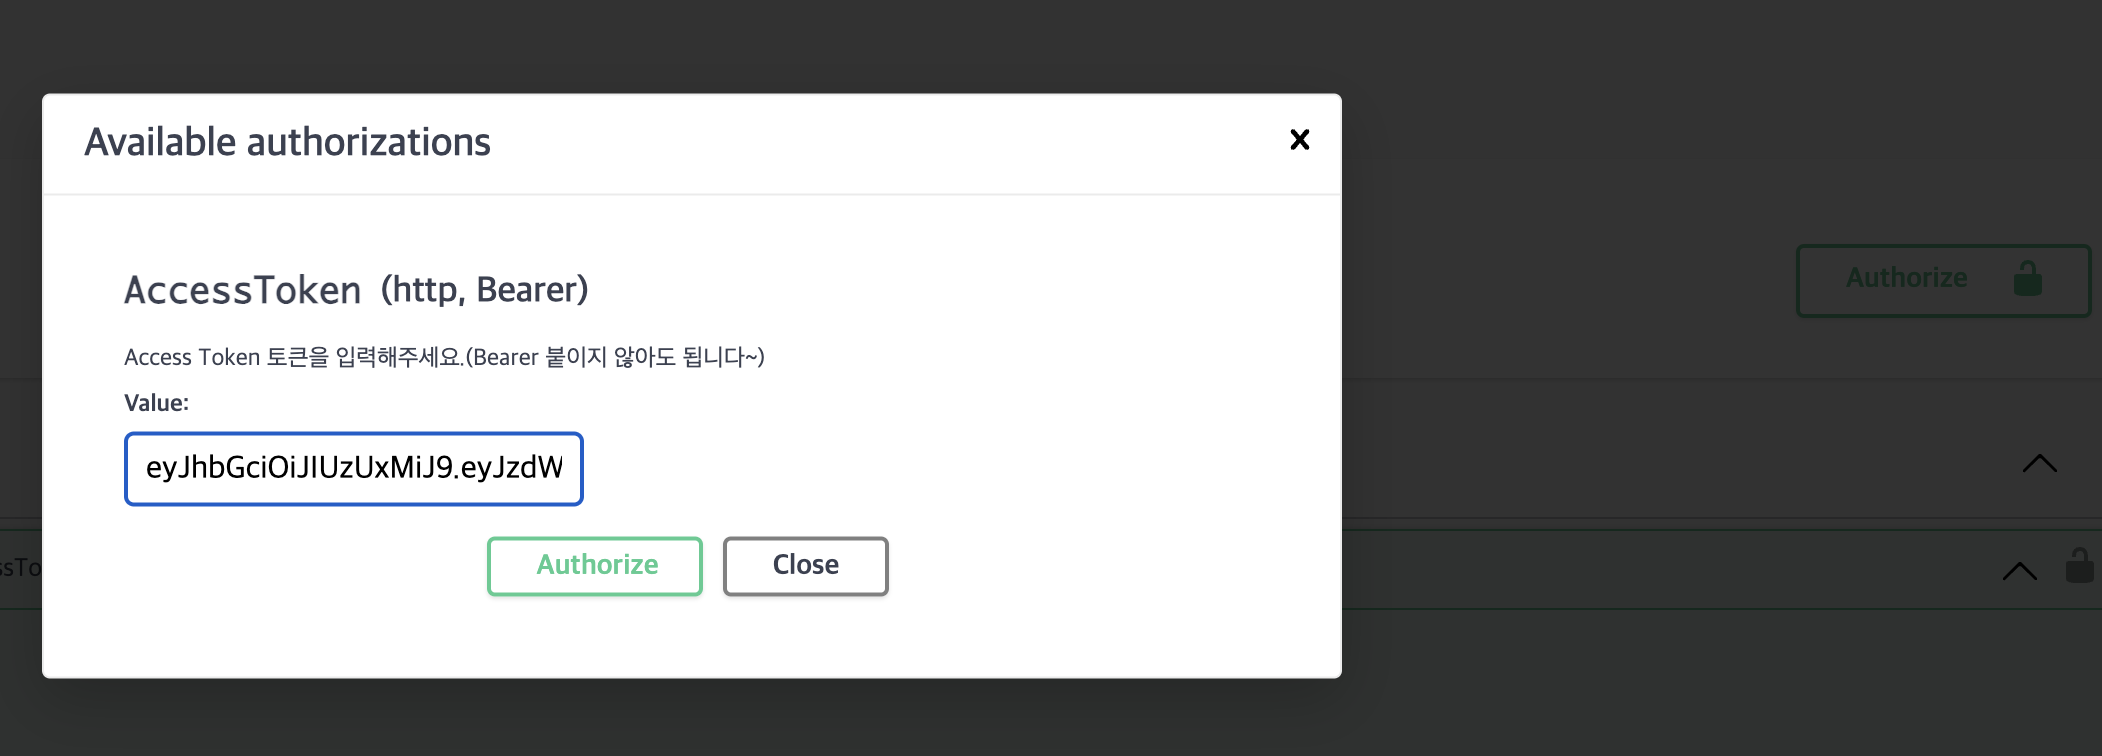 Available authorizations
AccessToken (http, Bearer)
Access Token 토큰을 입력해주세요.(Bearer 붙이지 않아도 됩니다~)
Value:
eyJhbGciOiJIUzUxMiJ9.eyJzdW
Authorize Close
Authorize